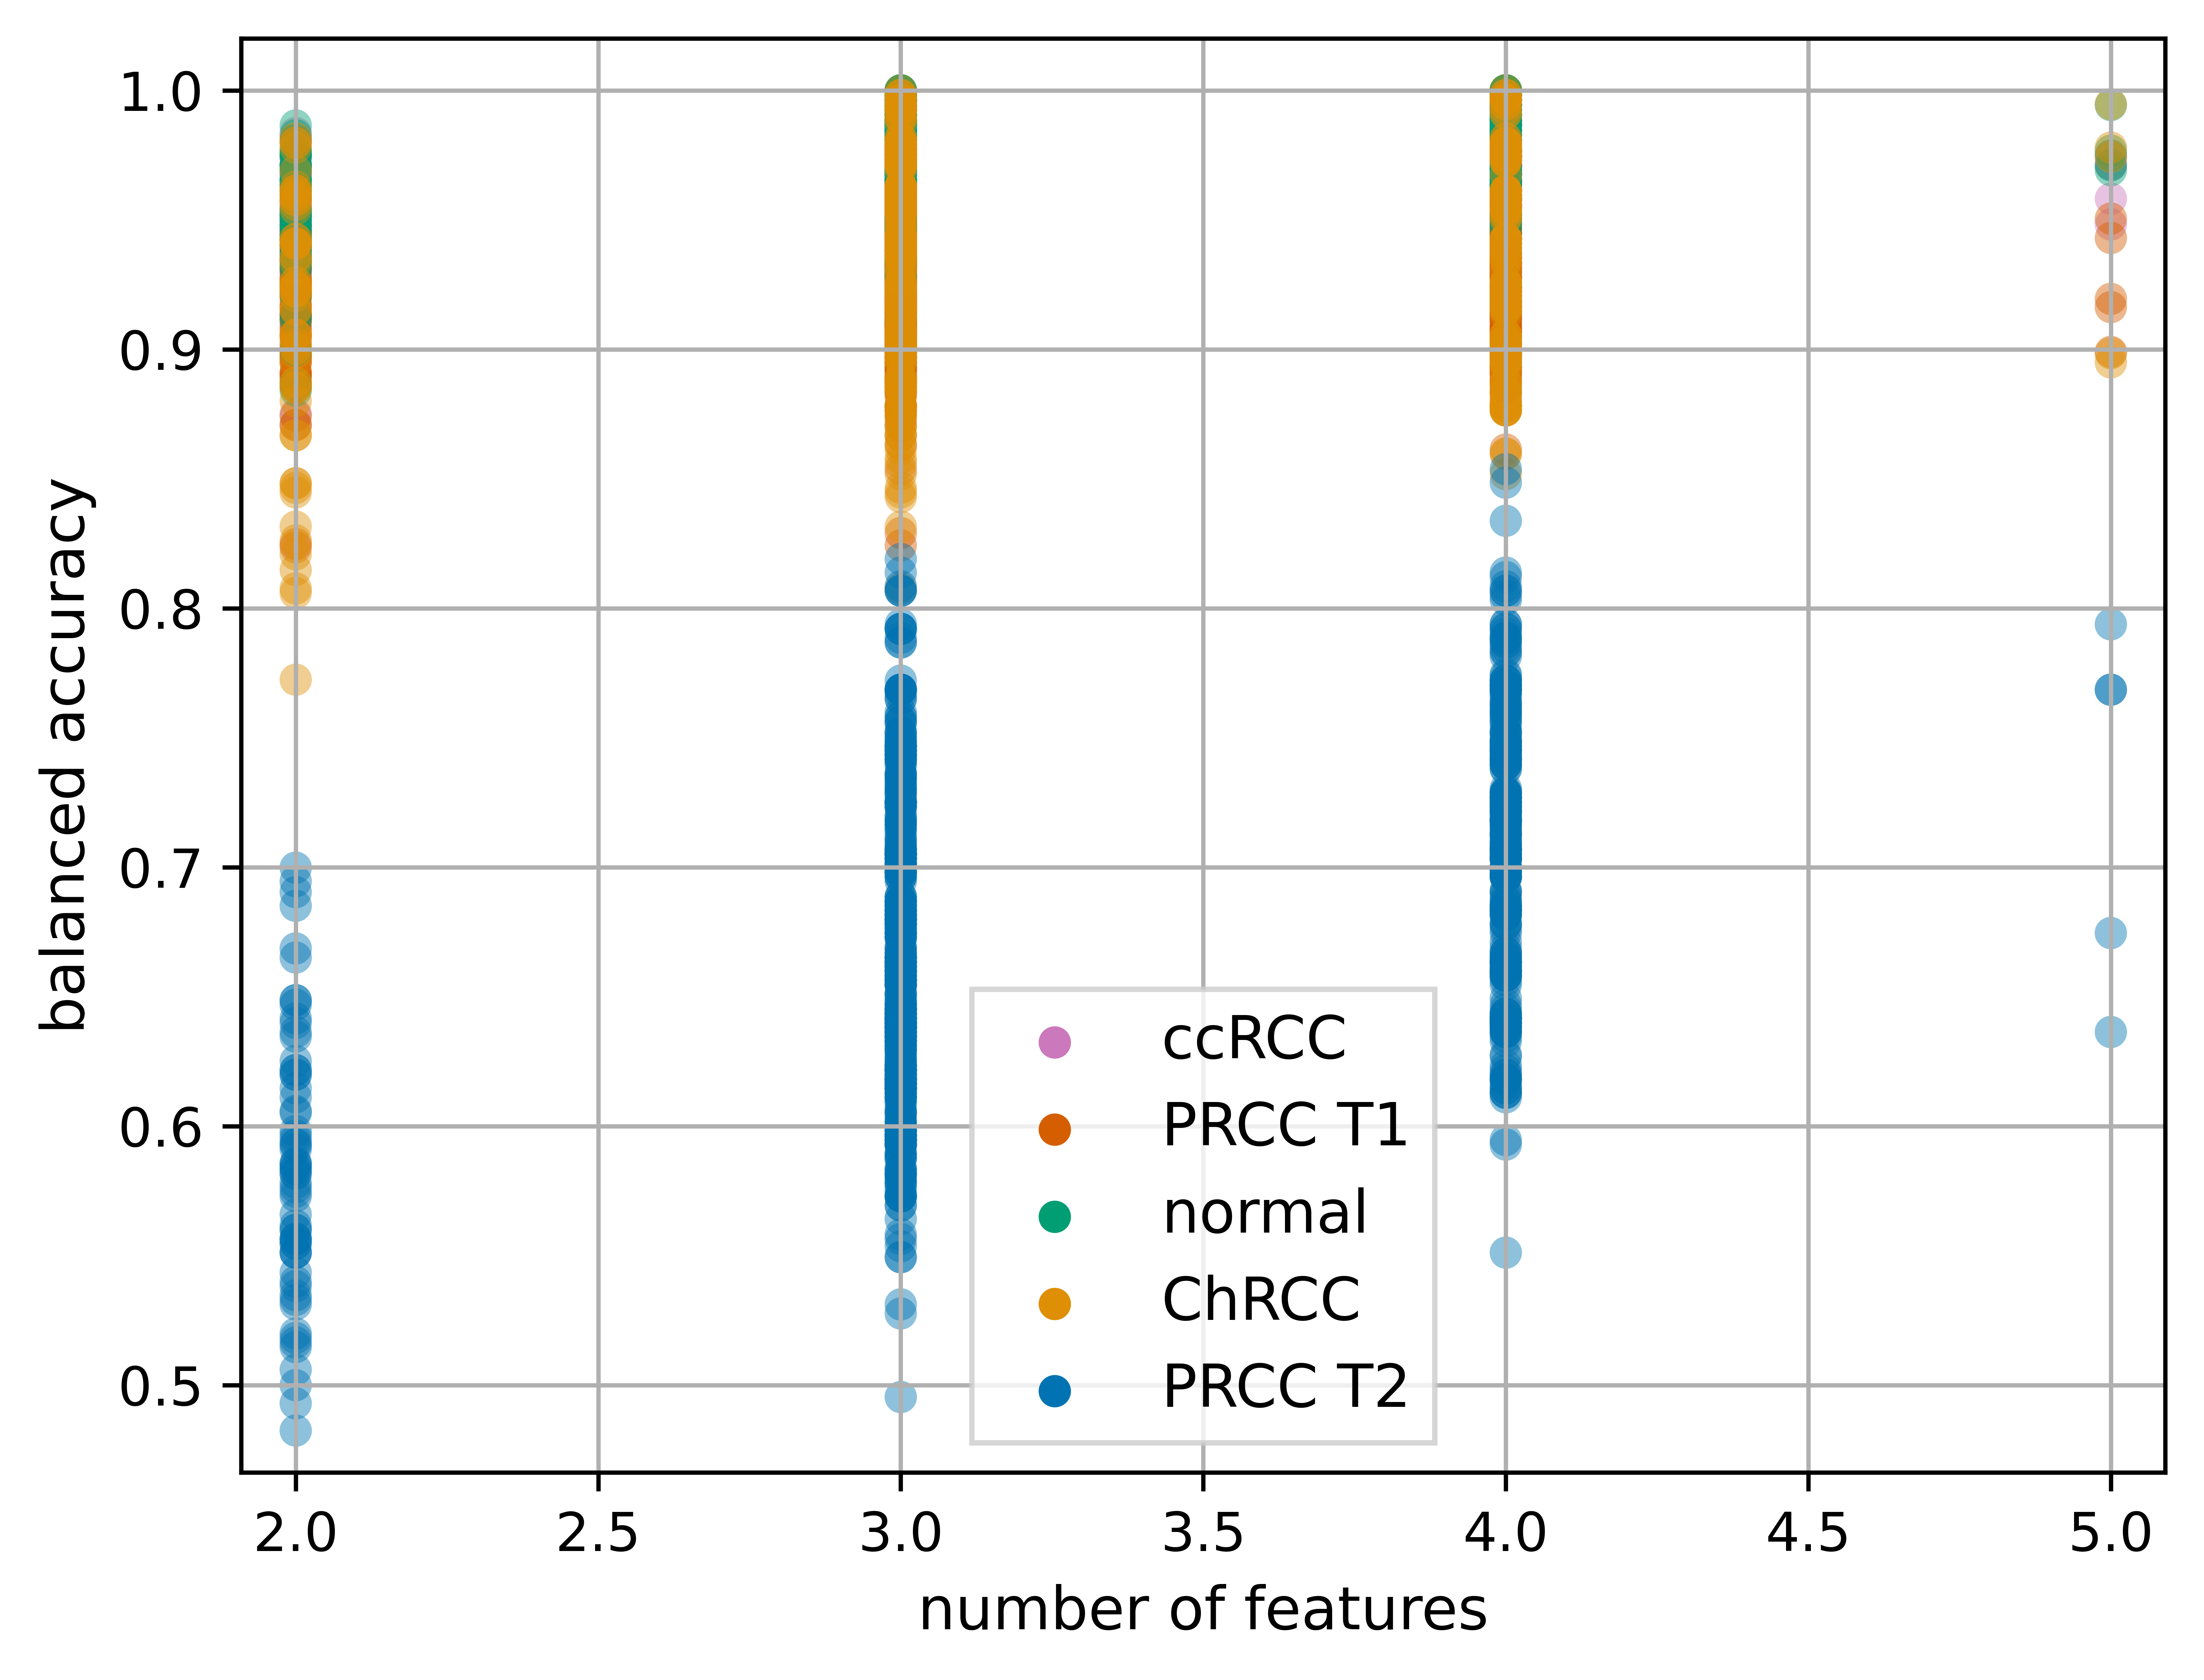 balanced accuracy
1.0
0.9
0.8
0.7
0.6
0.5
ccRCC
PRCC T1
normal
ChRCC
PRCC T2
2.0 2.5 3.0 3.5 4.0 4.5 5.0
number of features